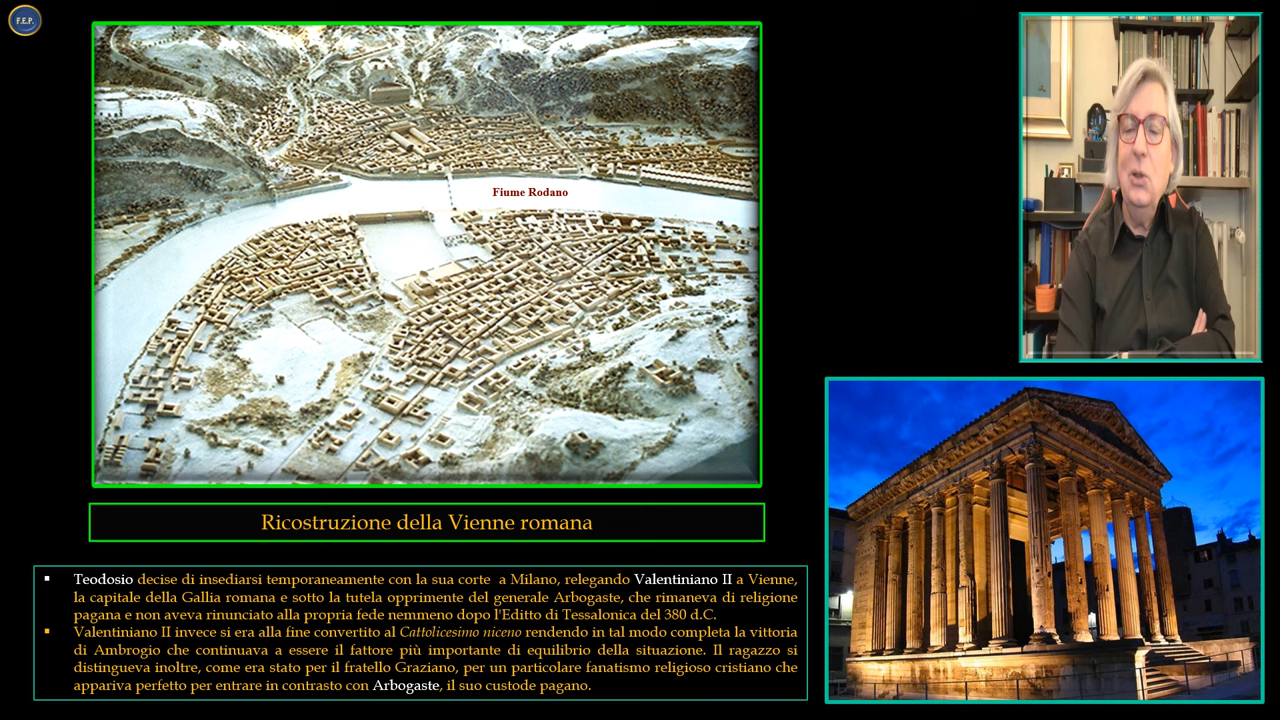 F.E.P.
Fiume Rodano
Ricostruzione della Vienne romana
▪ Teodosio decise di insediarsi temporaneamente con la sua corte a Milano, relegando Valentiniano II a Vienne,
la capitale della Gallia romana e sotto la tutela opprimente del generale Arbogaste, che rimaneva di religione
pagana e non aveva rinunciato alla propria fede nemmeno dopo l'Editto di Tessalonica del 380 d.C.
▪ Valentiniano II invece si era alla fine convertito al Cattolicesimo niceno rendendo in tal modo completa la vittoria
di Ambrogio che continuava a essere il fattore più importante di equilibrio della situazione. Il ragazzo si
distingueva inoltre, come era stato per il fratello Graziano, per un particolare fanatismo religioso cristiano che
appariva perfetto per entrare in contrasto con Arbogaste, il suo custode pagano.